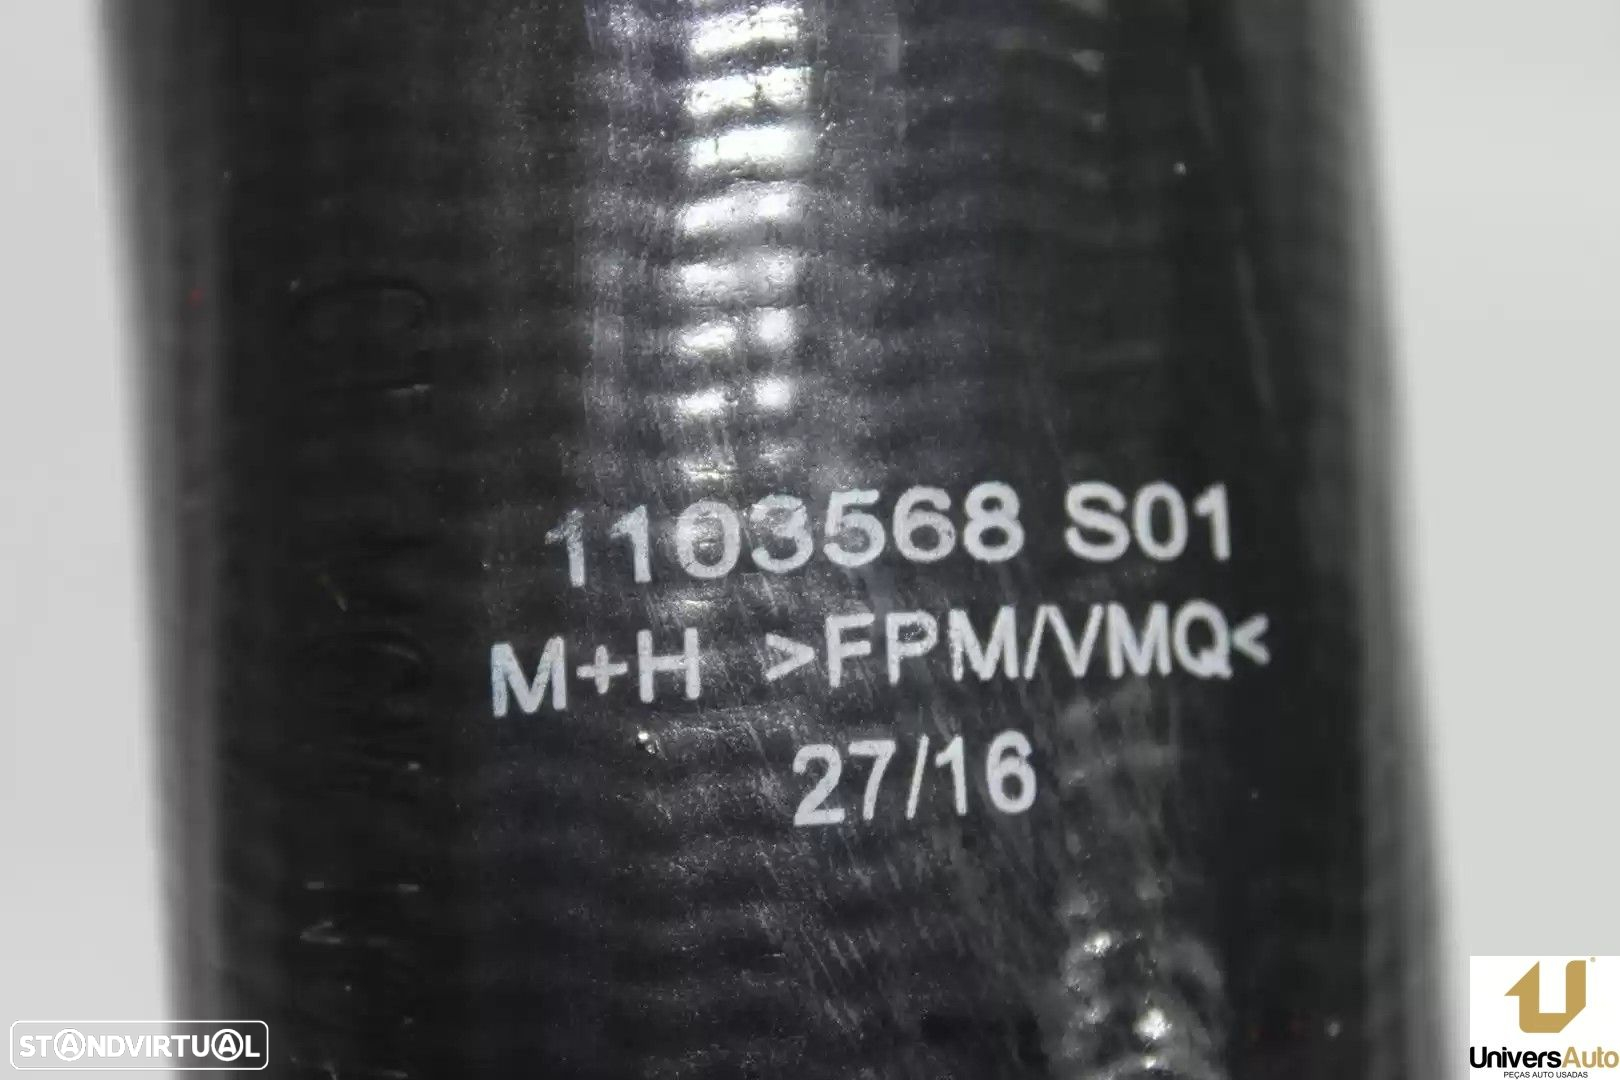 1103568 S01
M+H >FPM/VMQ<
27/16
STANDVIRTUAL
UniversAuto
PEÇAS AUTO USADAS